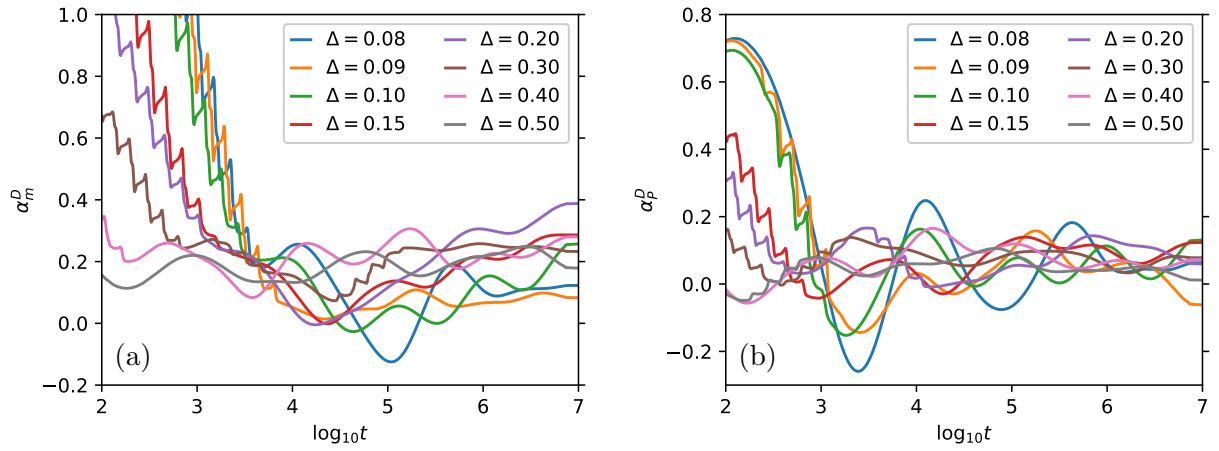 1.0
0.8
0.6
0.4
0.2
0.0
−0.2
α_m^D
Δ = 0.08
Δ = 0.09
Δ = 0.10
Δ = 0.15
Δ = 0.20
Δ = 0.30
Δ = 0.40
Δ = 0.50
(a)
2 3 4 5 6 7
log₁₀t
0.8
0.6
0.4
0.2
0.0
−0.2
α_P^D
Δ = 0.08
Δ = 0.09
Δ = 0.10
Δ = 0.15
Δ = 0.20
Δ = 0.30
Δ = 0.40
Δ = 0.50
(b)
2 3 4 5 6 7
log₁₀t